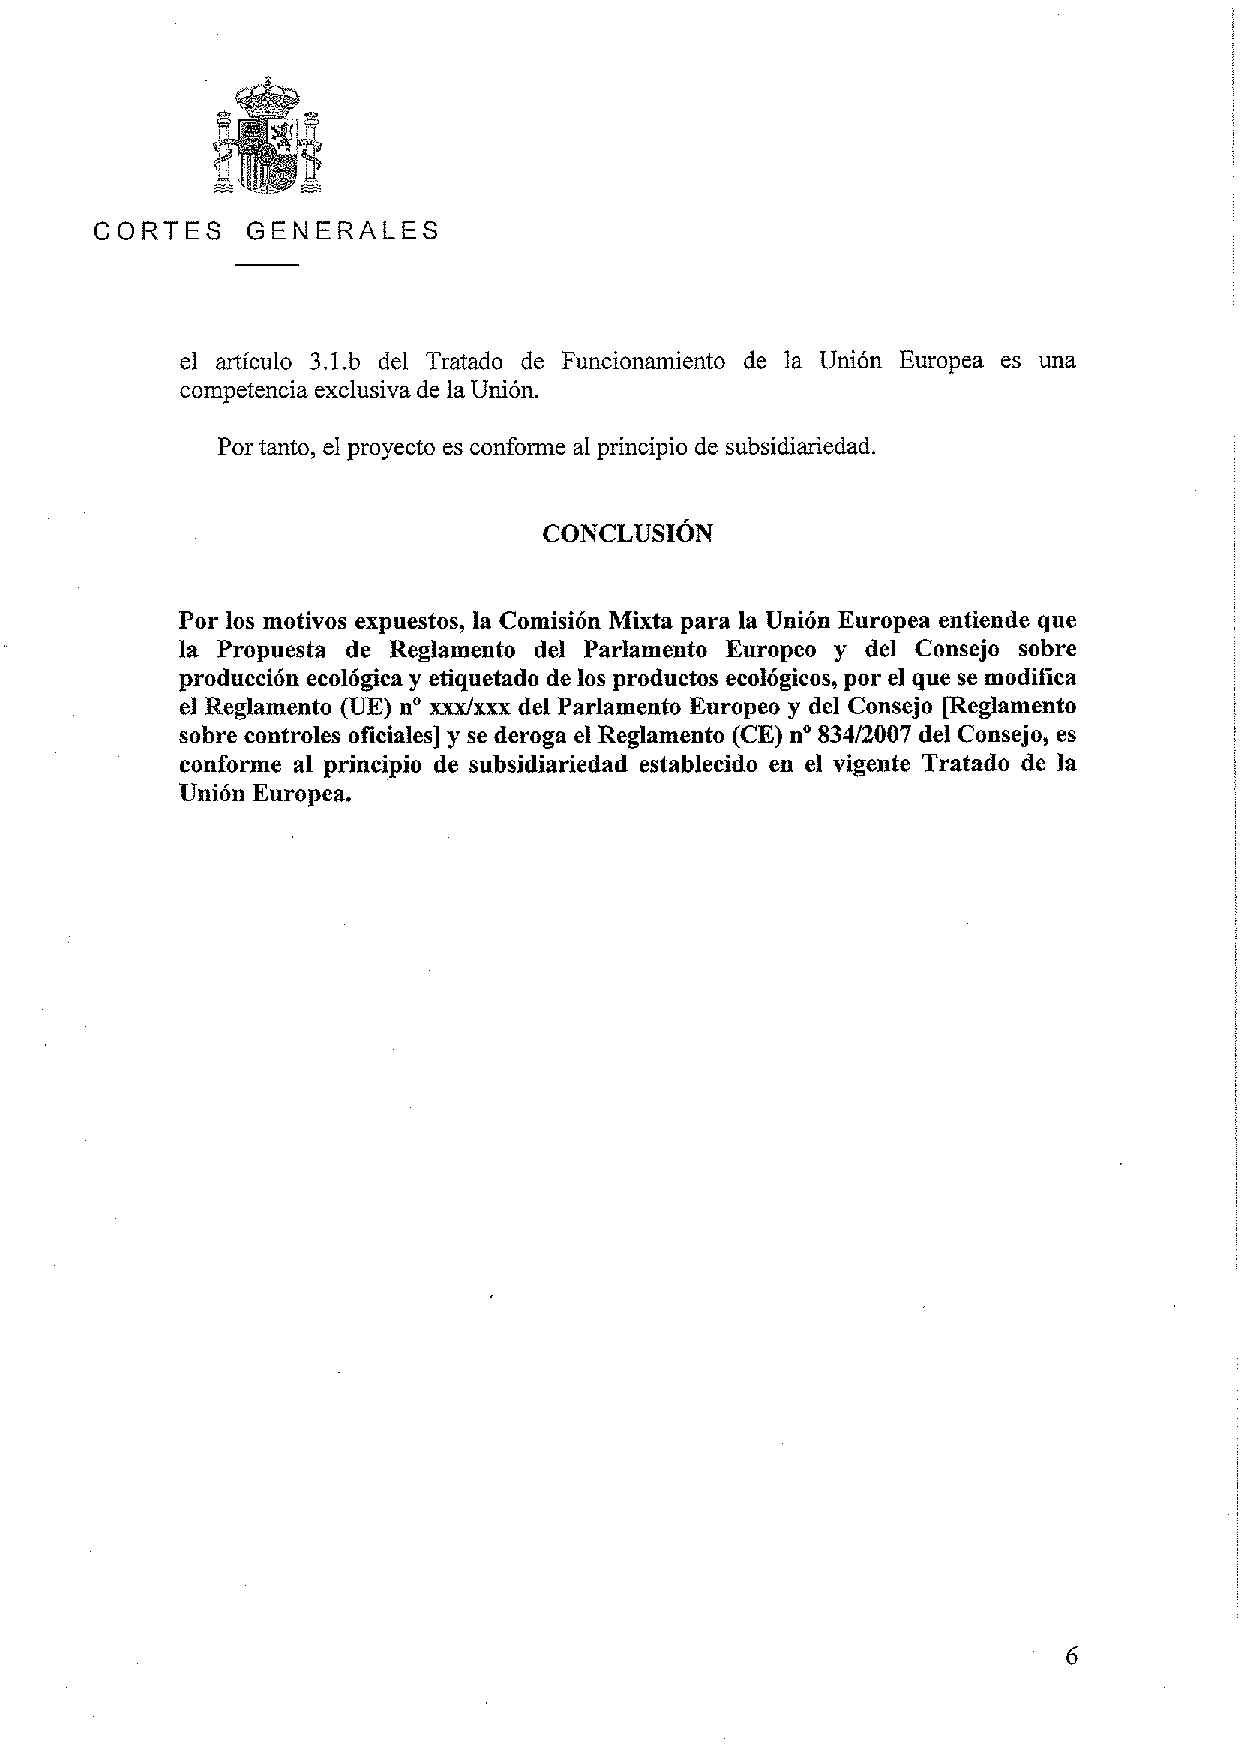 CORTES GENERALES
el artículo 3.1.b del Tratado de Funcionamiento de la Unión Europea es una
competencia exclusiva de la Unión.
Por tanto, el proyecto es conforme al principio de subsidiariedad.
CONCLUSIÓN
Por los motivos expuestos, la Comisión Mixta para la Unión Europea entiende que
la Propuesta de Reglamento del Parlamento Europeo y del Consejo sobre
producción ecológica y etiquetado de los productos ecológicos, por el que se modifica
el Reglamento (UE) nº xxx/xxx del Parlamento Europeo y del Consejo [Reglamento
sobre controles oficiales] y se deroga el Reglamento (CE) nº 834/2007 del Consejo, es
conforme al principio de subsidiariedad establecido en el vigente Tratado de la
Unión Europea.
6